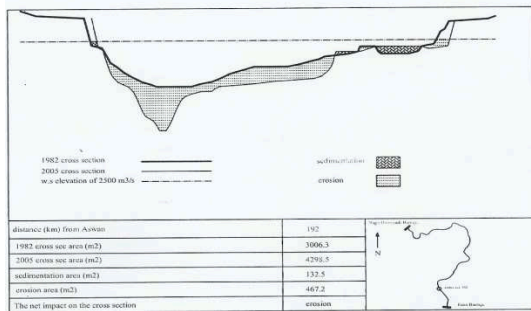 1982 cross section
2005 cross section
w.s elevation of 2500 m3/s
sedimentation
erosion
distance (km) from Aswan 192
1982 cross sec area (m2) 3006.3
2005 cross sec area (m2) 4298.5
sedimentation area (m2) 132.5
erosion area (m2) 467.2
The net impact on the cross section erosion
N